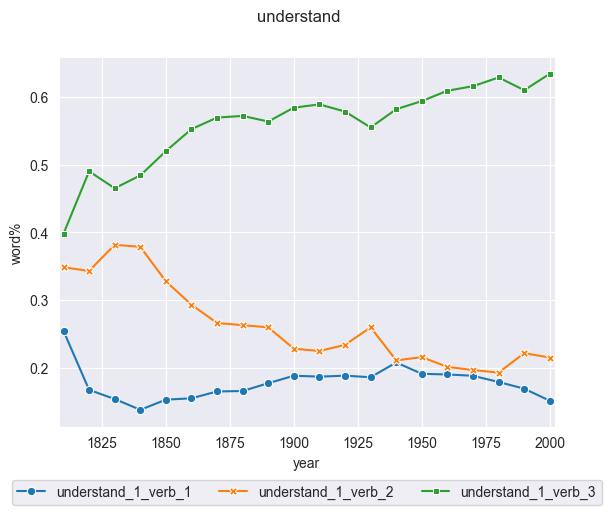 understand
0.6
0.5
0.4
0.3
0.2
word%
1825 1850 1875 1900 1925 1950 1975 2000
year
understand_1_verb_1 understand_1_verb_2 understand_1_verb_3